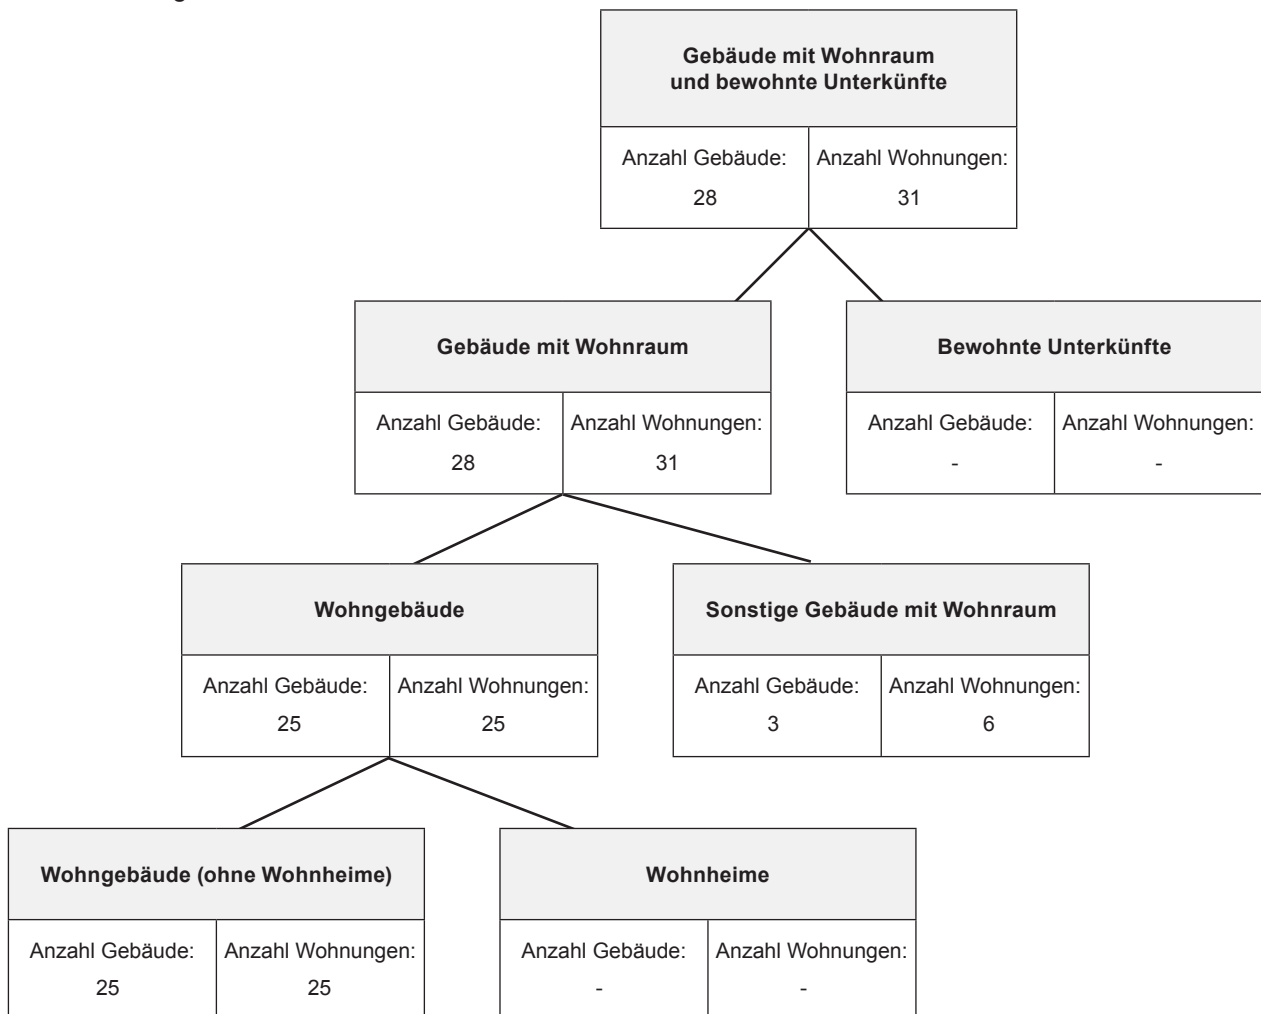 Gebäude mit Wohnraum
und bewohnte Unterkünfte
Anzahl Gebäude: Anzahl Wohnungen:
28 31
Gebäude mit Wohnraum Bewohnte Unterkünfte
Anzahl Gebäude: Anzahl Wohnungen: Anzahl Gebäude: Anzahl Wohnungen:
28 31 - -
Wohngebäude Sonstige Gebäude mit Wohnraum
Anzahl Gebäude: Anzahl Wohnungen: Anzahl Gebäude: Anzahl Wohnungen:
25 25 3 6
Wohngebäude (ohne Wohnheime) Wohnheime
Anzahl Gebäude: Anzahl Wohnungen: Anzahl Gebäude: Anzahl Wohnungen:
25 25 - -